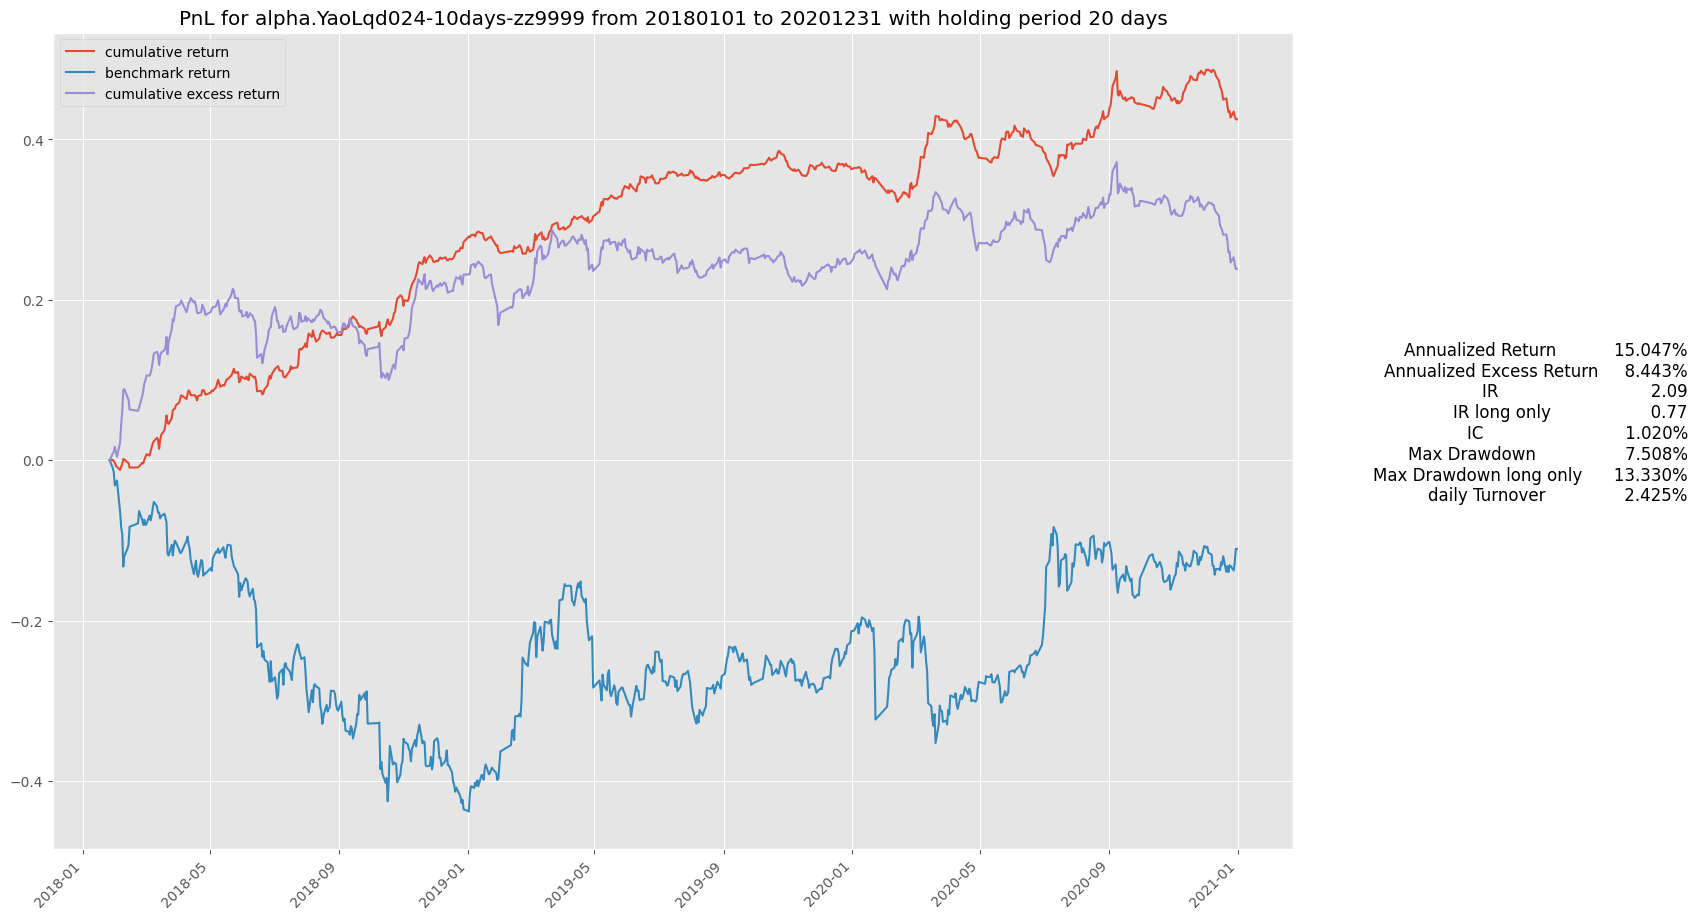 PnL for alpha.YaoLqd024-10days-zz9999 from 20180101 to 20201231 with holding period 20 days
cumulative return
benchmark return
cumulative excess return
0.4
0.2
0.0
−0.2
−0.4
2018-01
2018-05
2018-09
2019-01
2019-05
2019-09
2020-01
2020-05
2020-09
2021-01
Annualized Return 15.047%
Annualized Excess Return 8.443%
IR 2.09
IR long only 0.77
IC 1.020%
Max Drawdown 7.508%
Max Drawdown long only 13.330%
daily Turnover 2.425%